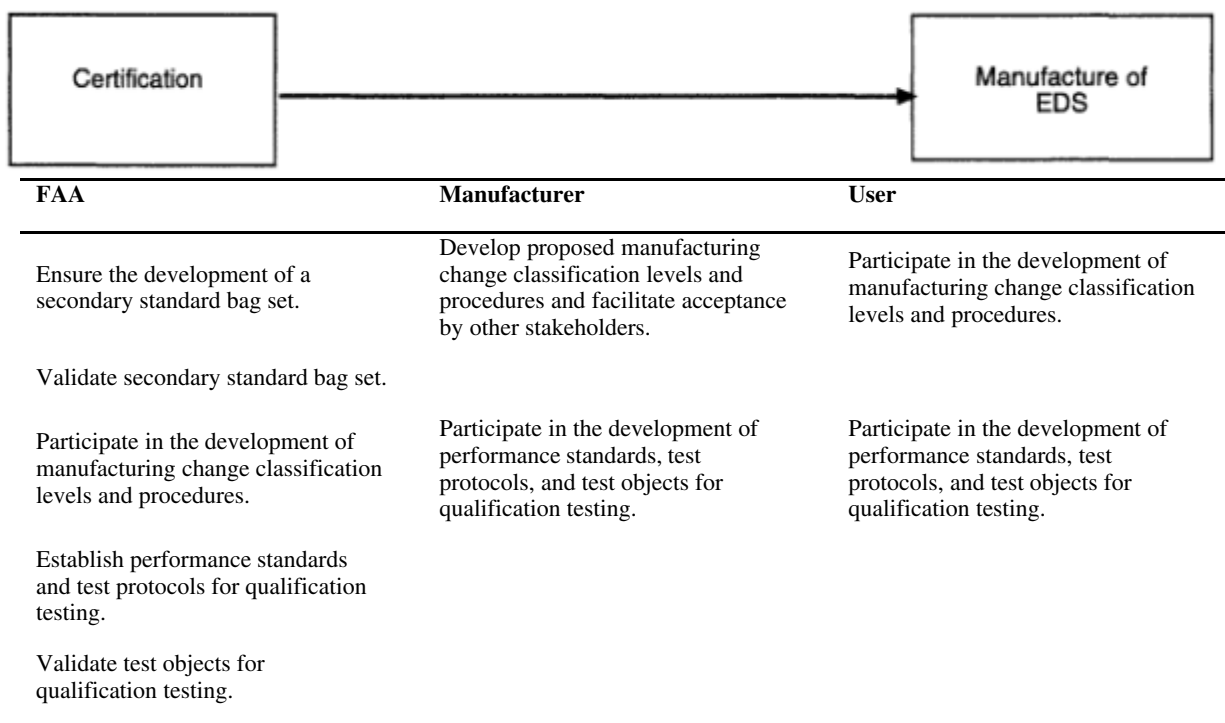 Certification
Manufacture of
EDS
FAA
Manufacturer
User
Ensure the development of a
secondary standard bag set.
Develop proposed manufacturing
change classification levels and
procedures and facilitate acceptance
by other stakeholders.
Participate in the development of
manufacturing change classification
levels and procedures.
Validate secondary standard bag set.
Participate in the development of
manufacturing change classification
levels and procedures.
Participate in the development of
performance standards, test
protocols, and test objects for
qualification testing.
Participate in the development of
performance standards, test
protocols, and test objects for
qualification testing.
Establish performance standards
and test protocols for qualification
testing.
Validate test objects for
qualification testing.